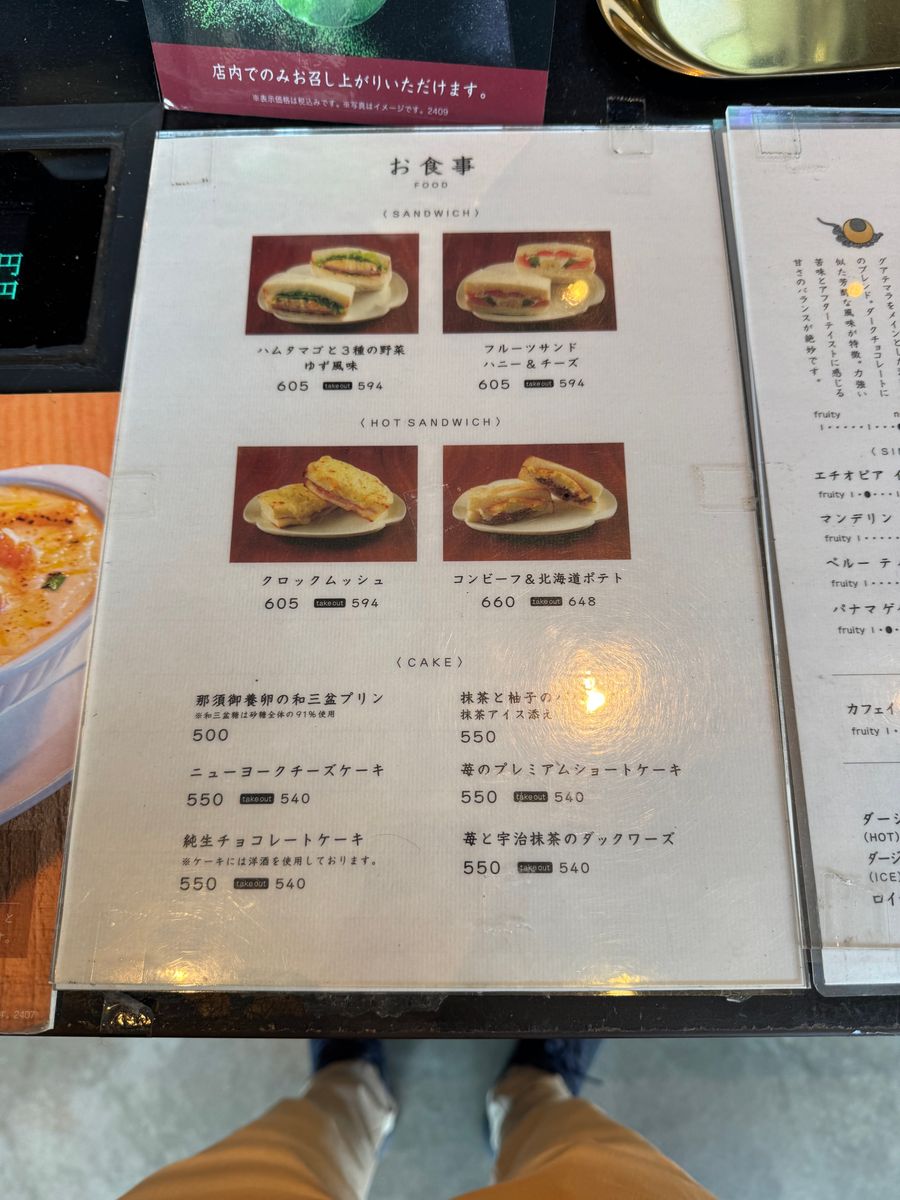 店内でのみお召し上がりいただけます。
※表示価格は税込みです。※写真はイメージです。2409
円
円
お食事
FOOD
〈SANDWICH〉
ハムタマゴと3種の野菜
ゆず風味
605 take out 594
フルーツサンド
ハニー&チーズ
605 take out 594
〈HOT SANDWICH〉
クロックムッシュ
605 take out 594
コンビーフ&北海道ポテト
660 take out 648
〈CAKE〉
那須御養卵の和三盆プリン
※和三盆糖は砂糖全体の91%使用
500
抹茶と柚子の
抹茶アイス添え
550
ニューヨークチーズケーキ
550 take out 540
苺のプレミアムショートケーキ
550 take out 540
純生チョコレートケーキ
※ケーキには洋酒を使用しております。
550 take out 540
苺と宇治抹茶のダックワーズ
550 take out 540
グアテマラをメインとした
のブレンド。ダークチョコレートに
似た芳醇な風味が特徴。力強い
苦味とアフターテイストに感じる
甘さのバランスが絶妙です。
fruity
〈SI
エチオピア イ
fruity
マンデリン
fruity
ペルー テ
fruity
パナマ ゲ
fruity
カフェイ
fruity
ダージ
(HOT)
ダージ
(ICE)
ロイ
2407